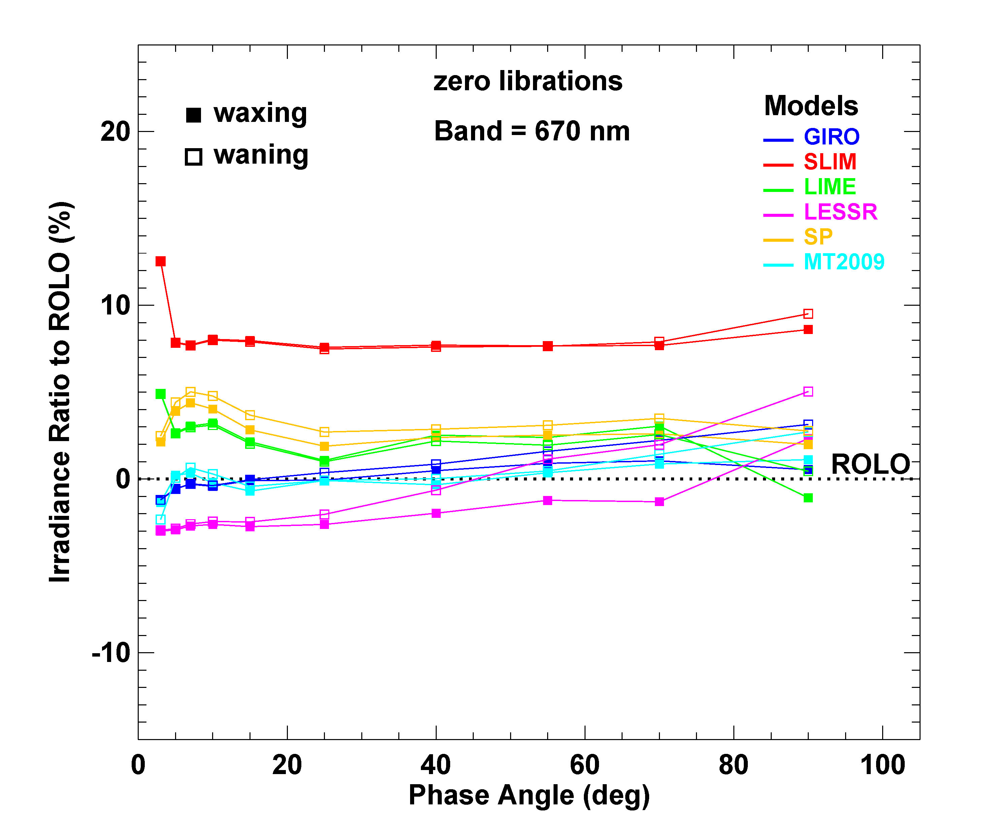 zero librations
Band = 670 nm
waxing
waning
Models
GIRO
SLIM
LIME
LESSR
SP
MT2009
ROLO
Irradiance Ratio to ROLO (%)
20
10
0
-10
0 20 40 60 80 100
Phase Angle (deg)